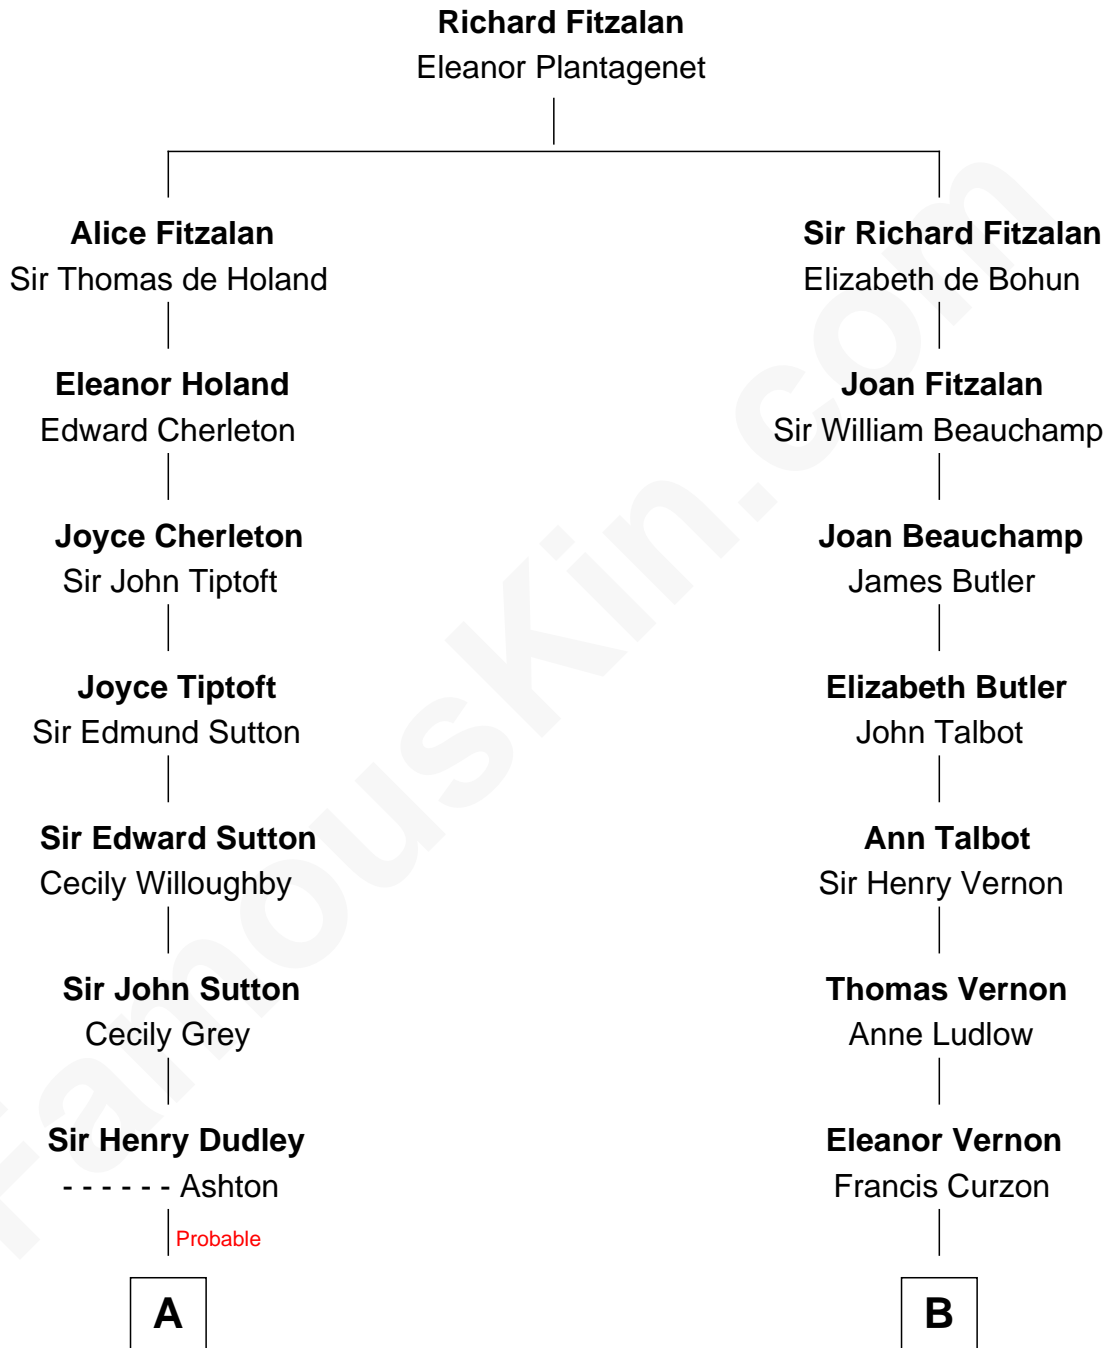 Richard Fitzalan
Eleanor Plantagenet
Alice Fitzalan
Sir Thomas de Holand
Eleanor Holand
Edward Cherleton
Joyce Cherleton
Sir John Tiptoft
Joyce Tiptoft
Sir Edmund Sutton
Sir Edward Sutton
Cecily Willoughby
Sir John Sutton
Cecily Grey
Sir Henry Dudley
- - - - - - Ashton
Probable
A
Sir Richard Fitzalan
Elizabeth de Bohun
Joan Fitzalan
Sir William Beauchamp
Joan Beauchamp
James Butler
Elizabeth Butler
John Talbot
Ann Talbot
Sir Henry Vernon
Thomas Vernon
Anne Ludlow
Eleanor Vernon
Francis Curzon
B
FamousKin.com